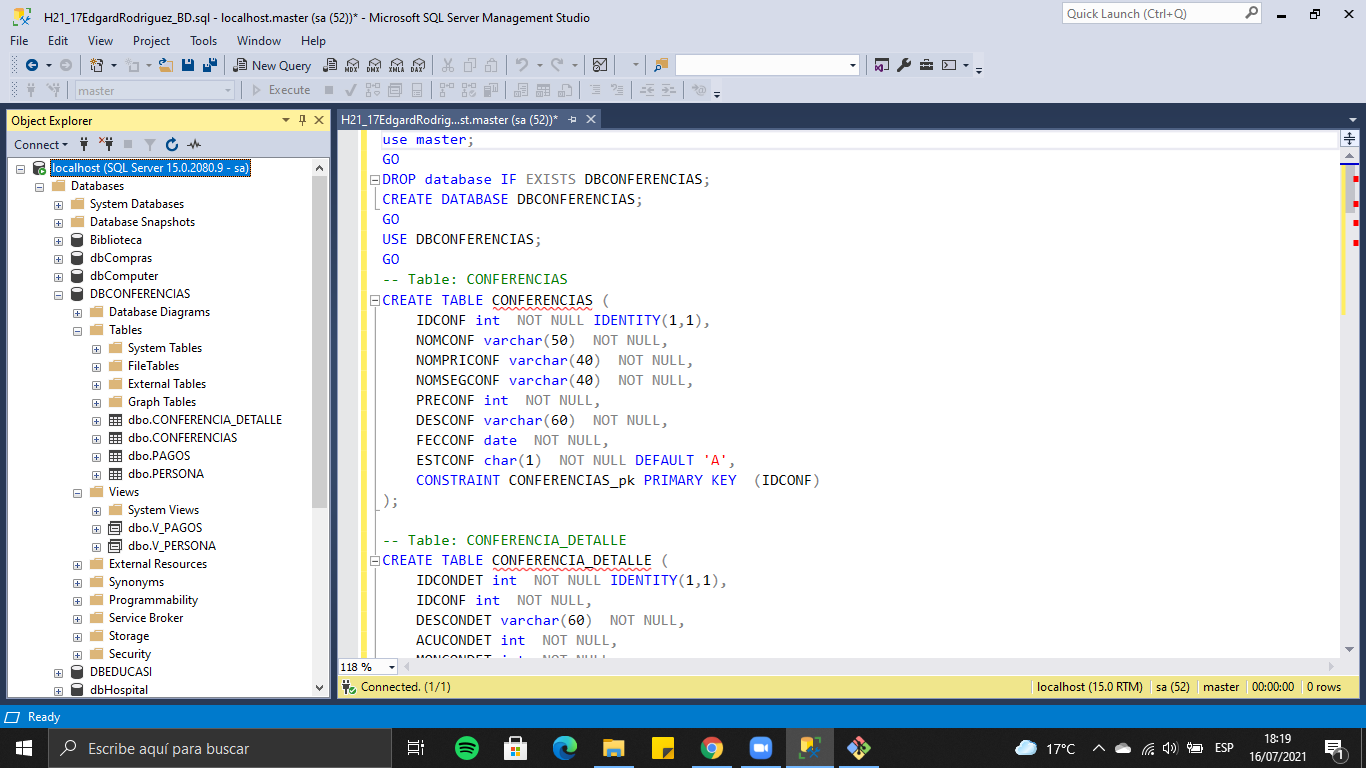 H21_17EdgardRodriguez_BD.sql - localhost.master (sa (52))* - Microsoft SQL Server Management Studio
Quick Launch (Ctrl+Q)
File Edit View Project Tools Window Help
New Query
MDX DMX XMLA DAX
master
Execute
Object Explorer
Connect
localhost (SQL Server 15.0.2080.9 - sa)
Databases
System Databases
Database Snapshots
Biblioteca
dbCompras
dbComputer
DBCONFERENCIAS
Database Diagrams
Tables
System Tables
FileTables
External Tables
Graph Tables
dbo.CONFERENCIA_DETALLE
dbo.CONFERENCIAS
dbo.PAGOS
dbo.PERSONA
Views
System Views
dbo.V_PAGOS
dbo.V_PERSONA
External Resources
Synonyms
Programmability
Service Broker
Storage
Security
DBEDUCASI
dbHospital
H21_17EdgardRodrig...st.master (sa (52))*
use master;
GO
DROP database IF EXISTS DBCONFERENCIAS;
CREATE DATABASE DBCONFERENCIAS;
GO
USE DBCONFERENCIAS;
GO
-- Table: CONFERENCIAS
CREATE TABLE CONFERENCIAS (
IDCONF int NOT NULL IDENTITY(1,1),
NOMCONF varchar(50) NOT NULL,
NOMPRICONF varchar(40) NOT NULL,
NOMSEGCONF varchar(40) NOT NULL,
PRECONF int NOT NULL,
DESCONF varchar(60) NOT NULL,
FECCONF date NOT NULL,
ESTCONF char(1) NOT NULL DEFAULT 'A',
CONSTRAINT CONFERENCIAS_pk PRIMARY KEY (IDCONF)
);
-- Table: CONFERENCIA_DETALLE
CREATE TABLE CONFERENCIA_DETALLE (
IDCONDET int NOT NULL IDENTITY(1,1),
IDCONF int NOT NULL,
DESCONDET varchar(60) NOT NULL,
ACUCONDET int NOT NULL,
118 %
Connected. (1/1)
localhost (15.0 RTM) sa (52) master 00:00:00 0 rows
Ready
Escribe aquí para buscar
17°C
ESP
18:19
16/07/2021
1